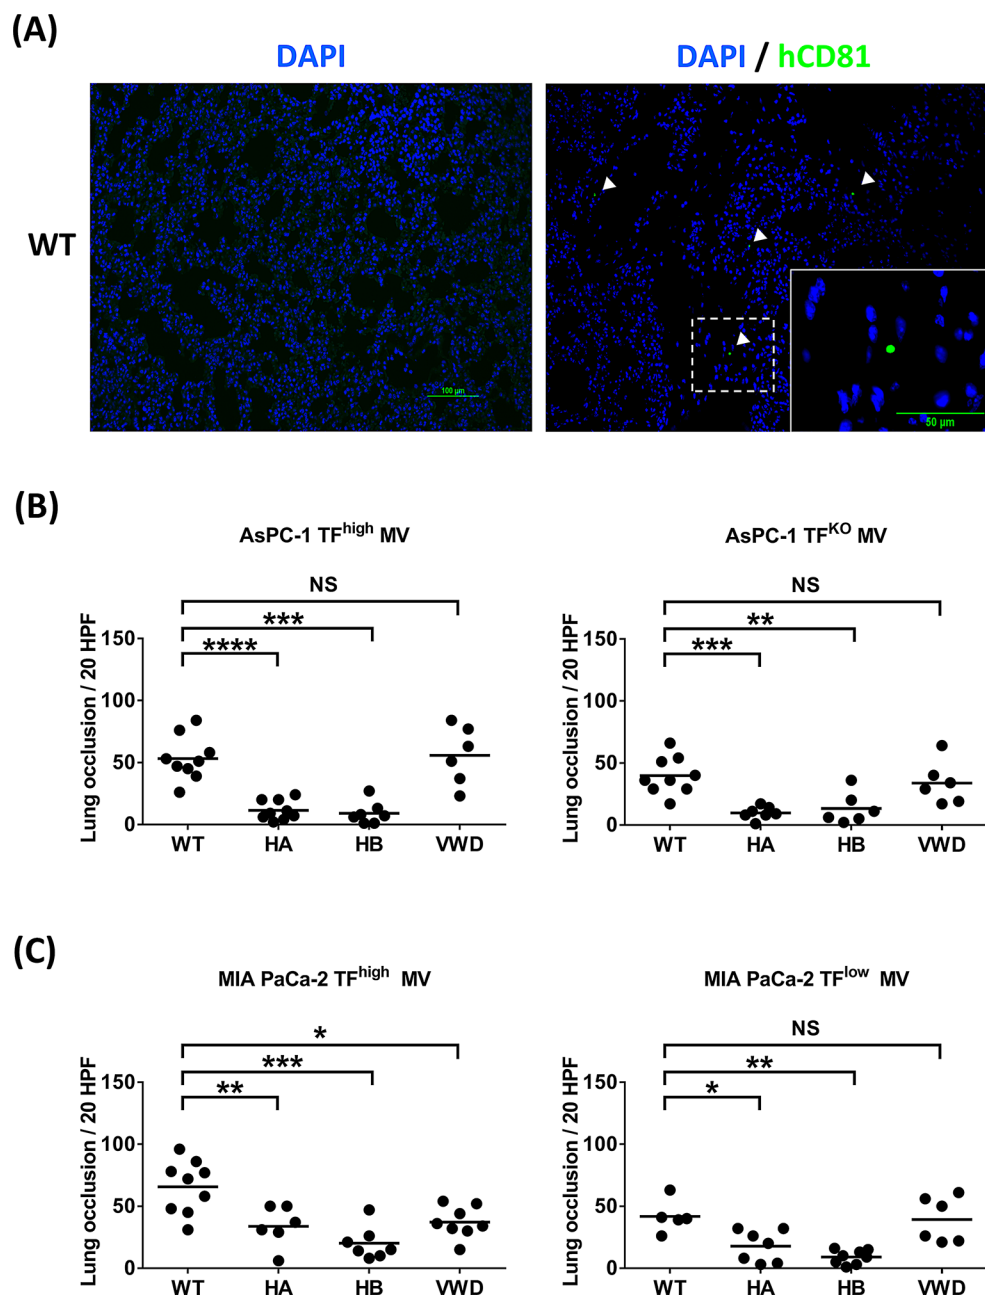 (A)
DAPI
DAPI / hCD81
WT
100 µm
50 µm
(B)
AsPC-1 TFhigh MV
AsPC-1 TFKO MV
NS
NS
***
**
****
***
Lung occlusion / 20 HPF
150
100
50
0
WT HA HB VWD
Lung occlusion / 20 HPF
150
100
50
0
WT HA HB VWD
(C)
MIA PaCa-2 TFhigh MV
MIA PaCa-2 TFlow MV
*
NS
***
**
**
*
Lung occlusion / 20 HPF
150
100
50
0
WT HA HB VWD
Lung occlusion / 20 HPF
150
100
50
0
WT HA HB VWD